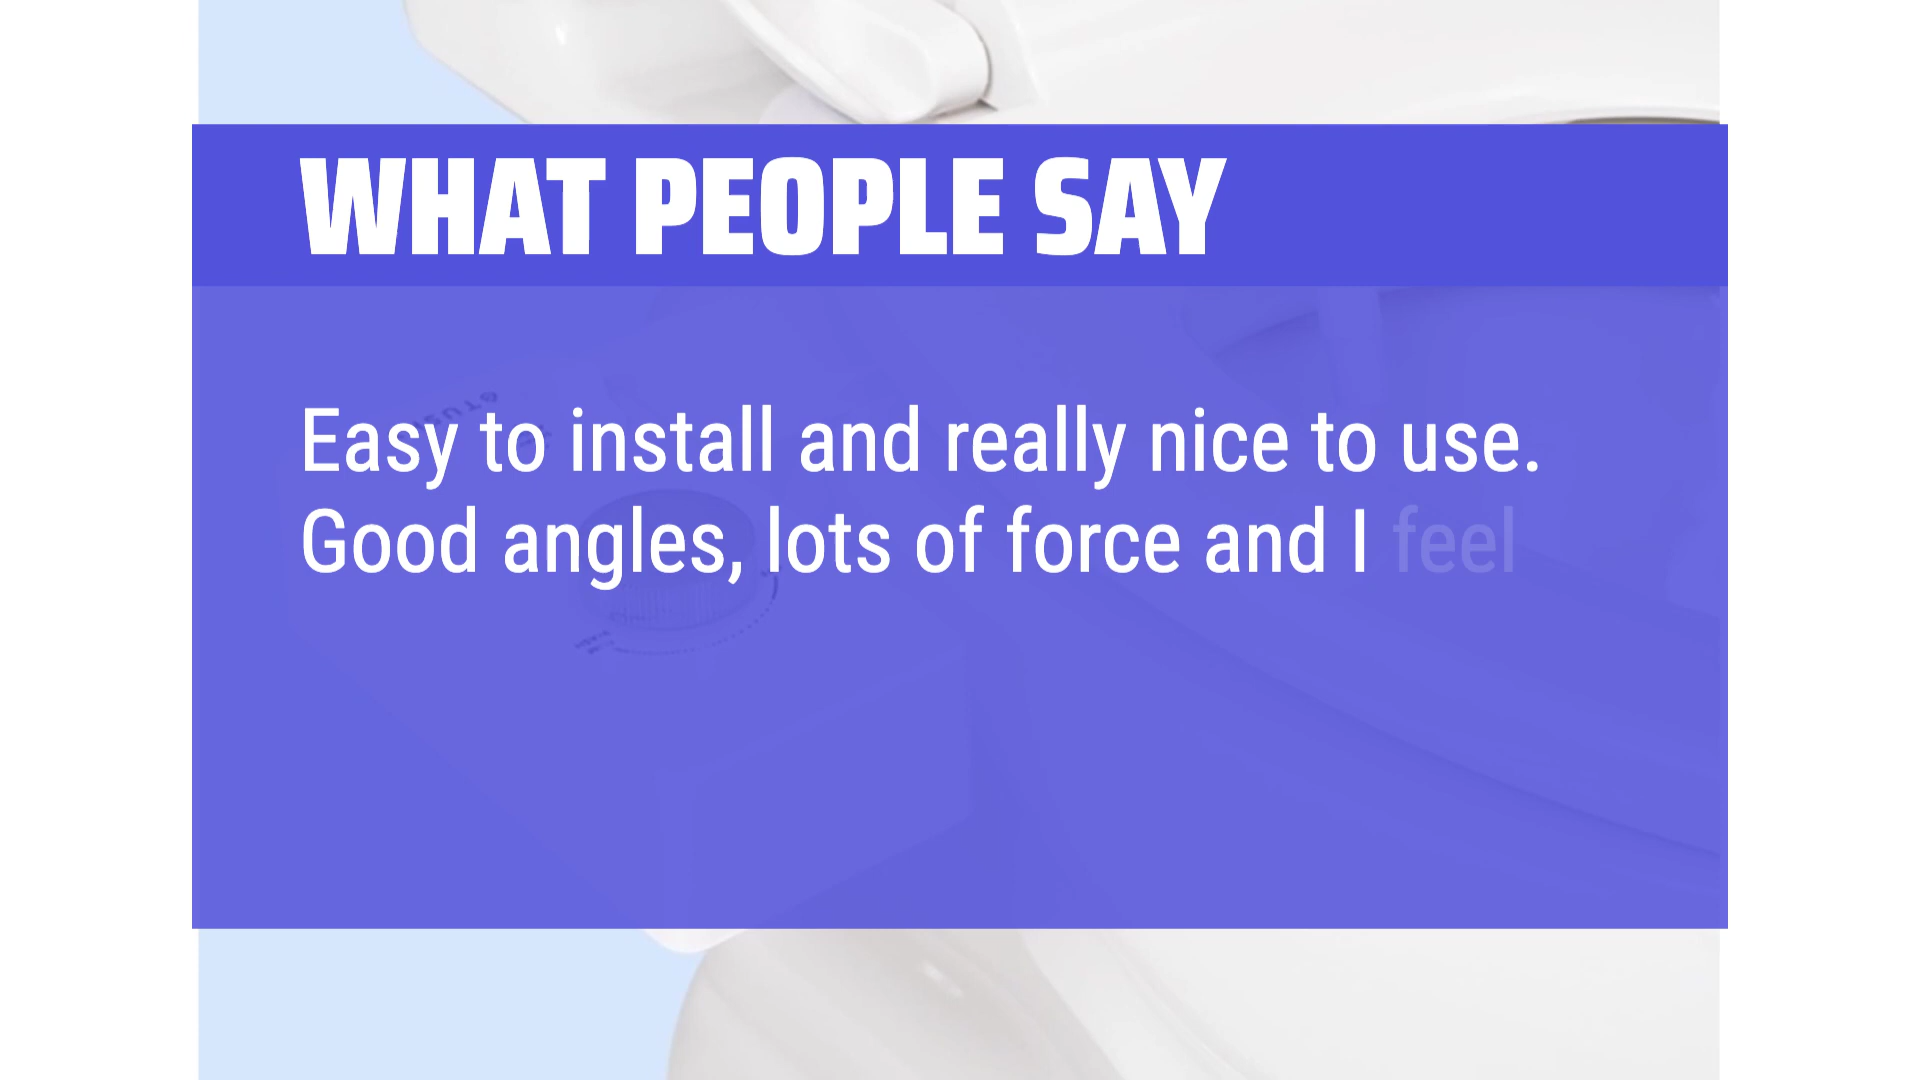 WHAT PEOPLE SAY
Easy to install and really nice to use.
Good angles, lots of force and I feel